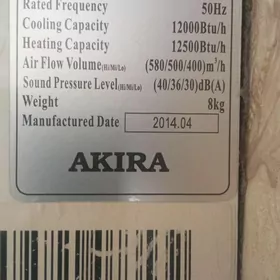 Rated Frequency 50Hz
Cooling Capacity 12000Btu/h
Heating Capacity 12500Btu/h
Air Flow Volume(Hi/Mi/Lo) (580/500/400)m³/h
Sound Pressure Level(Hi/Mi/Lo) (40/36/30)dB(A)
Weight 8kg
Manufactured Date 2014.04
AKIRA